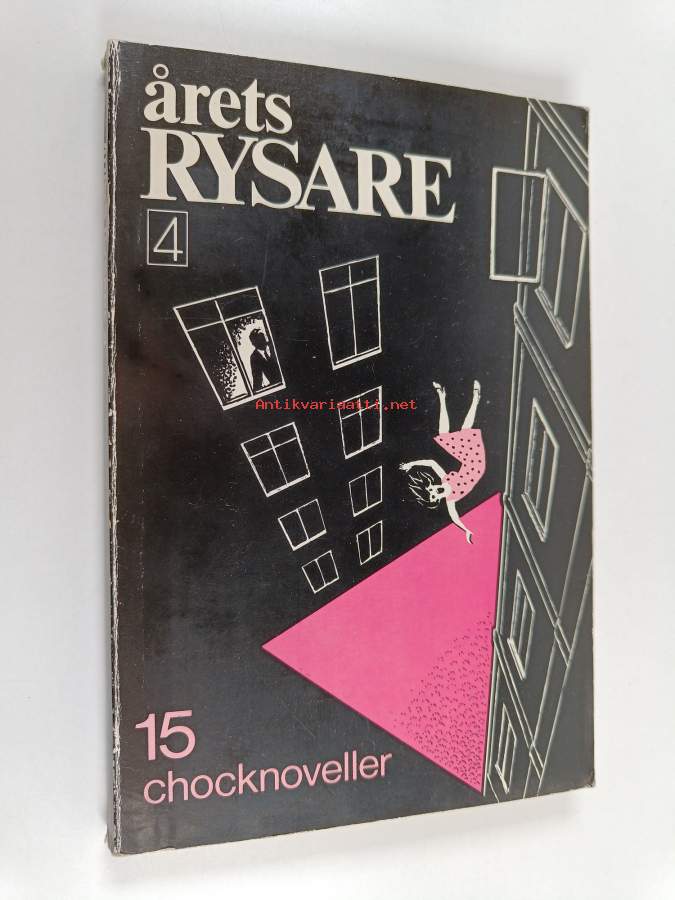 årets
RYSARE
4
Antikvariaatti.net
15
chocknoveller